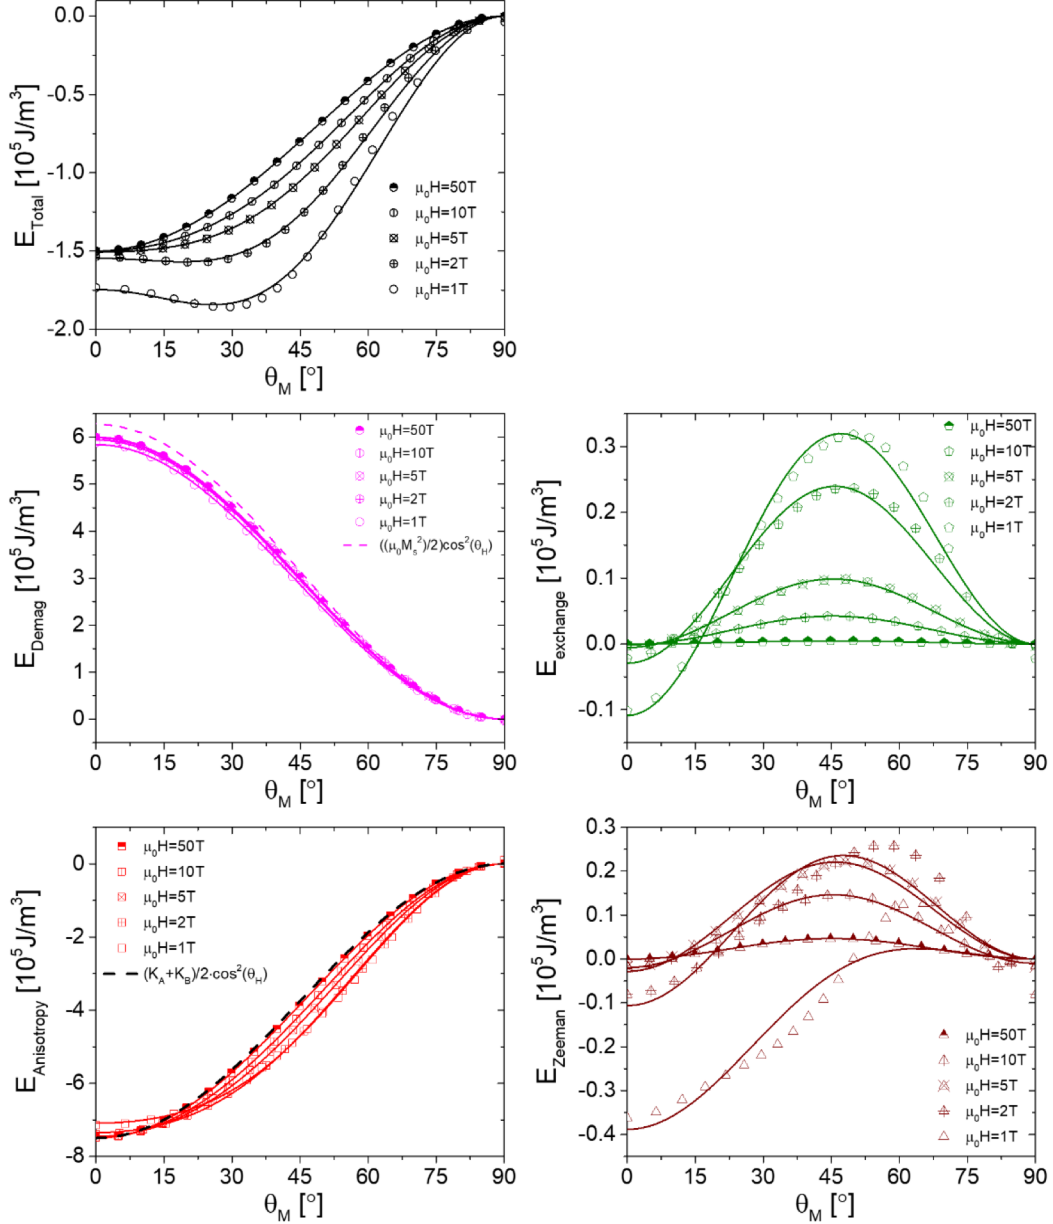 0.0
-0.5
-1.0
-1.5
-2.0
E_Total [10^5 J/m^3]
μ₀H=50T
μ₀H=10T
μ₀H=5T
μ₀H=2T
μ₀H=1T
0 15 30 45 60 75 90
θ_M [°]
6
5
4
3
2
1
0
E_Demag [10^5 J/m^3]
μ₀H=50T
μ₀H=10T
μ₀H=5T
μ₀H=2T
μ₀H=1T
((μ₀M_s^2)/2)cos^2(θ_H)
0 15 30 45 60 75 90
θ_M [°]
0.3
0.2
0.1
0.0
-0.1
E_exchange [10^5 J/m^3]
μ₀H=50T
μ₀H=10T
μ₀H=5T
μ₀H=2T
μ₀H=1T
0 15 30 45 60 75 90
θ_M [°]
0
-2
-4
-6
-8
E_Anisotropy [10^5 J/m^3]
μ₀H=50T
μ₀H=10T
μ₀H=5T
μ₀H=2T
μ₀H=1T
(K_A+K_B)/2·cos^2(θ_H)
0 15 30 45 60 75 90
θ_M [°]
0.3
0.2
0.1
0.0
-0.1
-0.2
-0.3
-0.4
E_Zeeman [10^5 J/m^3]
μ₀H=50T
μ₀H=10T
μ₀H=5T
μ₀H=2T
μ₀H=1T
0 15 30 45 60 75 90
θ_M [°]